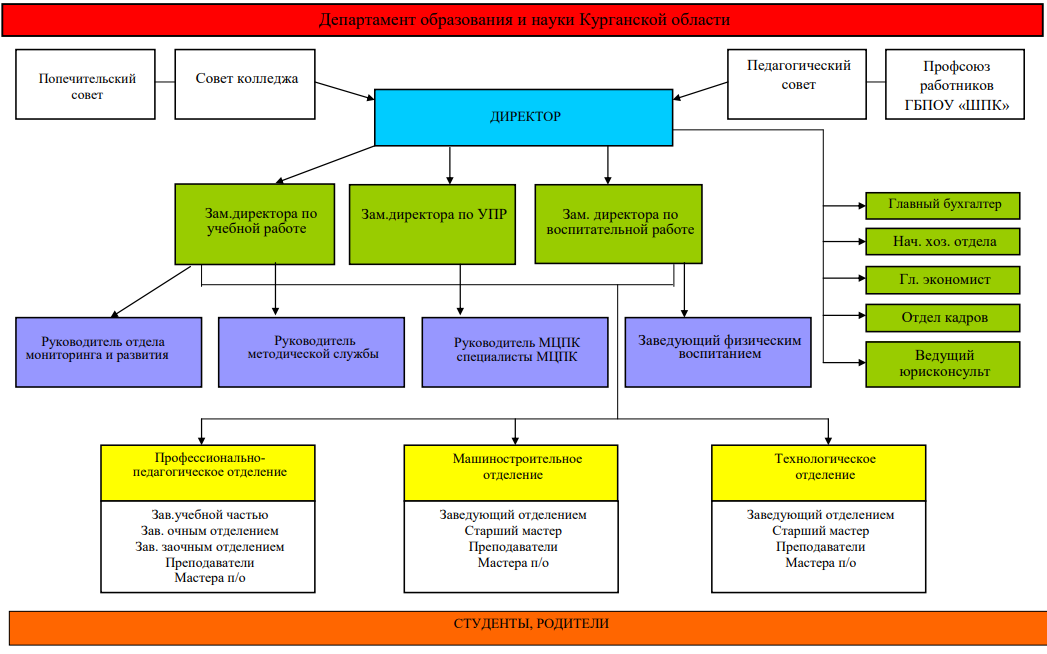 Департамент образования и науки Курганской области
Попечительский
совет
Совет колледжа
Педагогический
совет
Профсоюз
работников
ГБПОУ «ШПК»
ДИРЕКТОР
Зам.директора по
учебной работе
Зам.директора по УПР
Зам. директора по
воспитательной работе
Главный бухгалтер
Нач. хоз. отдела
Гл. экономист
Отдел кадров
Ведущий
юрисконсульт
Руководитель отдела
мониторинга и развития
Руководитель
методической службы
Руководитель МЦПК
специалисты МЦПК
Заведующий физическим
воспитанием
Профессионально-
педагогическое отделение
Зав.учебной частью
Зав. очным отделением
Зав. заочным отделением
Преподаватели
Мастера п/о
Машиностроительное
отделение
Заведующий отделением
Старший мастер
Преподаватели
Мастера п/о
Технологическое
отделение
Заведующий отделением
Старший мастер
Преподаватели
Мастера п/о
СТУДЕНТЫ, РОДИТЕЛИ